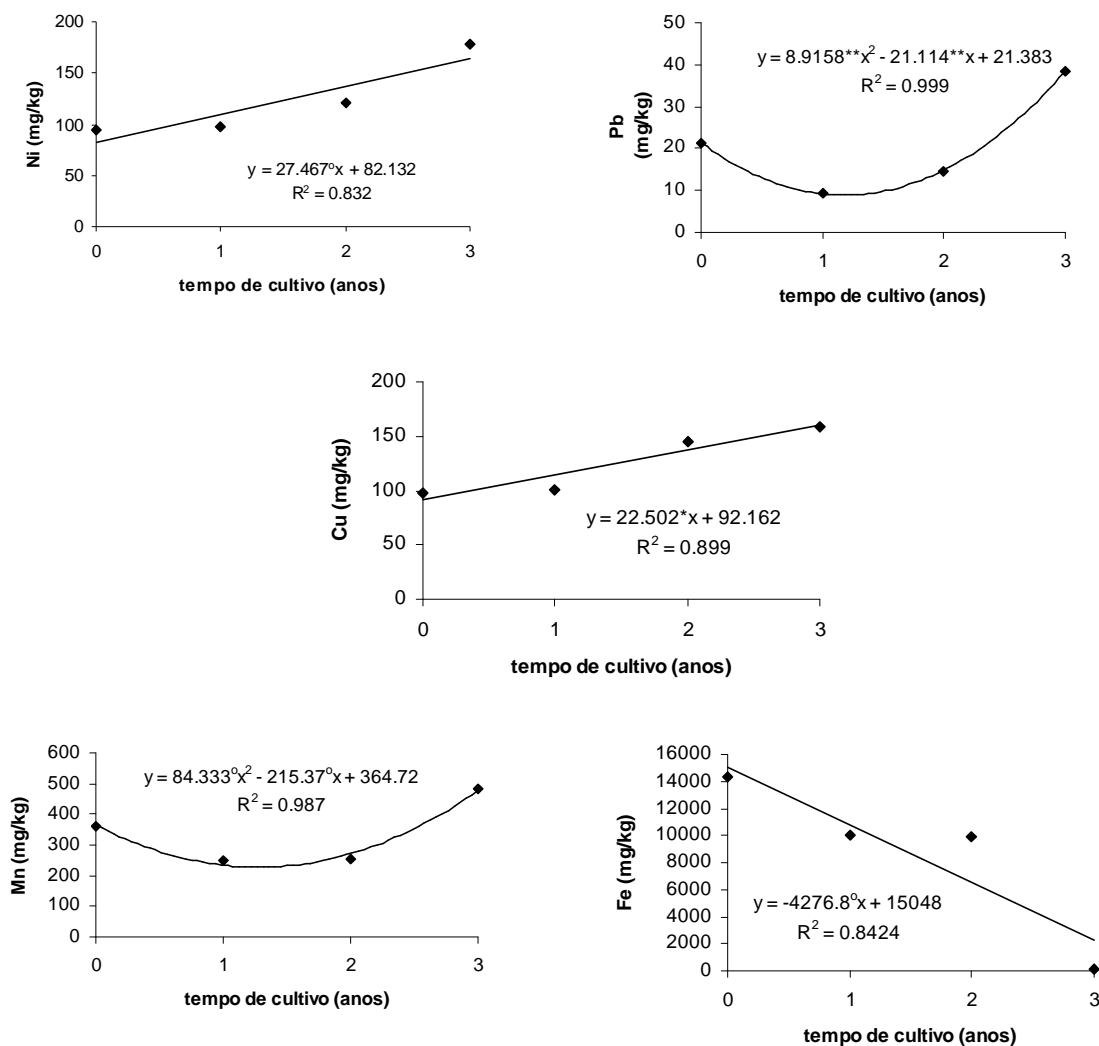 200
150
100
50
0
Ni (mg/kg)
y = 27.467ºx + 82.132
R² = 0.832
0 1 2 3
tempo de cultivo (anos)
50
40
30
20
10
0
Pb
(mg/kg)
y = 8.9158**x² - 21.114**x + 21.383
R² = 0.999
0 1 2 3
tempo de cultivo (anos)
200
150
100
50
0
Cu (mg/kg)
y = 22.502*x + 92.162
R² = 0.899
0 1 2 3
tempo de cultivo (anos)
600
500
400
300
200
100
0
Mn (mg/kg)
y = 84.333ºx² - 215.37ºx + 364.72
R² = 0.987
0 1 2 3
tempo de cultivo (anos)
16000
14000
12000
10000
8000
6000
4000
2000
0
Fe (mg/kg)
y = -4276.8ºx + 15048
R² = 0.8424
0 1 2 3
tempo de cultivo (anos)